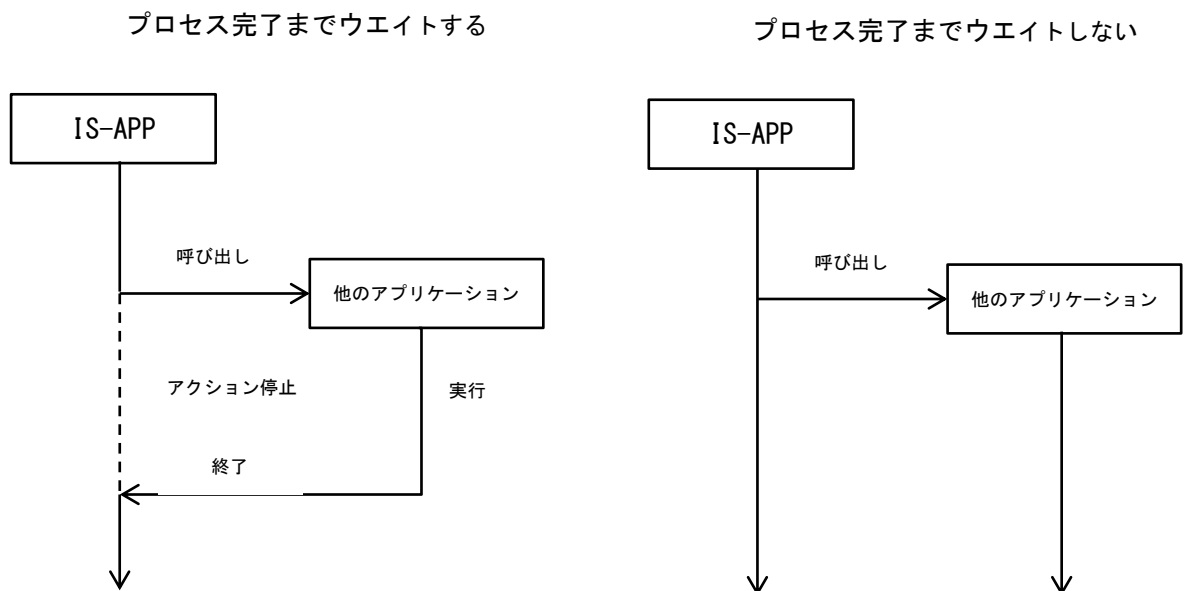 プロセス完了までウエイトする
IS-APP
呼び出し
他のアプリケーション
アクション停止
実行
終了
プロセス完了までウエイトしない
IS-APP
呼び出し
他のアプリケーション